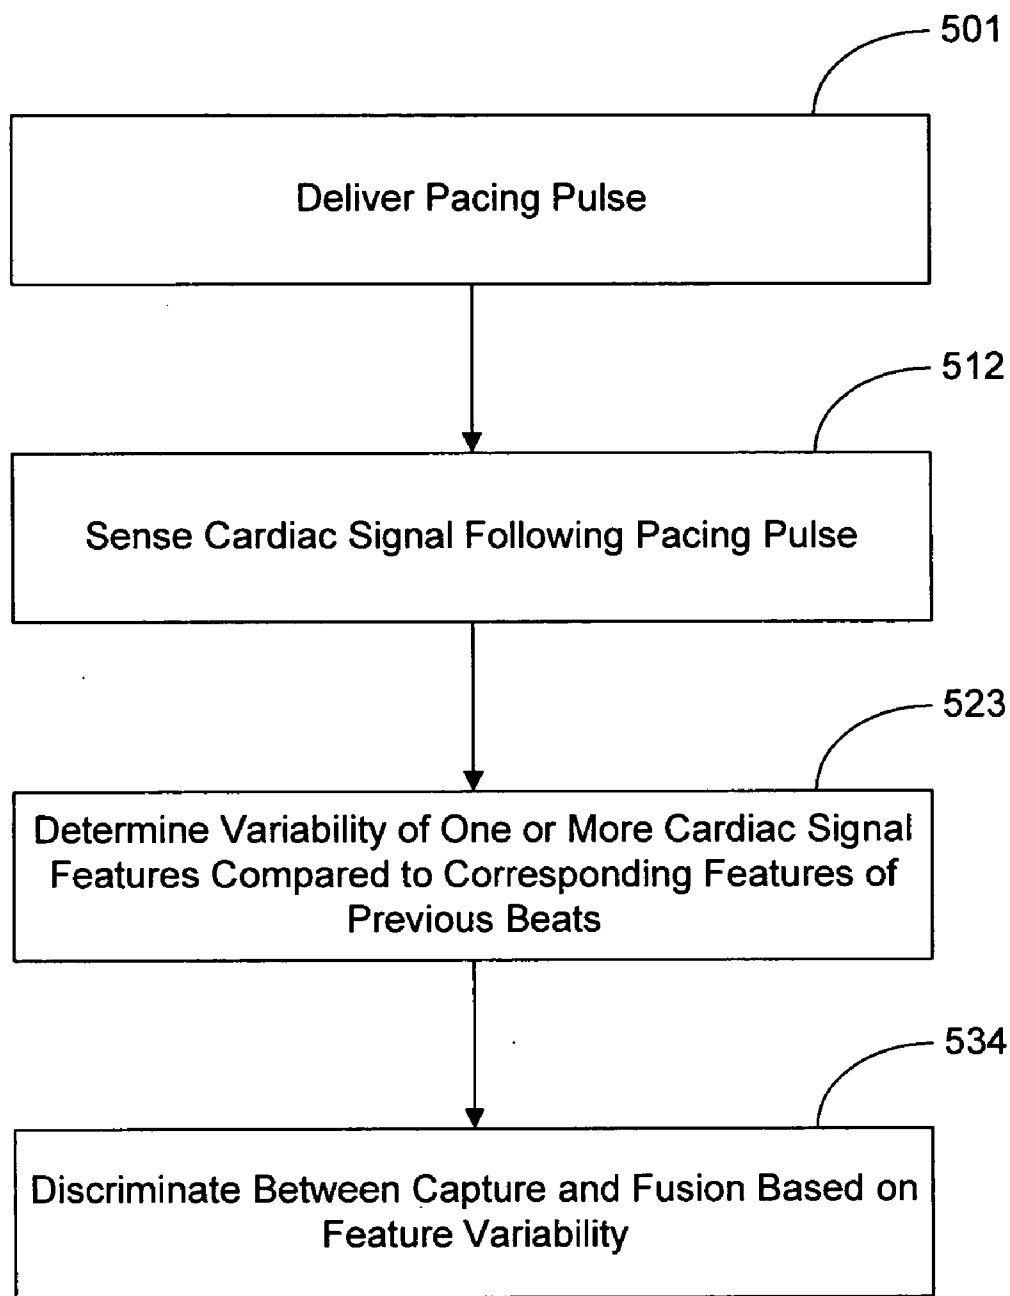 501
Deliver Pacing Pulse
512
Sense Cardiac Signal Following Pacing Pulse
523
Determine Variability of One or More Cardiac Signal
Features Compared to Corresponding Features of
Previous Beats
534
Discriminate Between Capture and Fusion Based on
Feature Variability